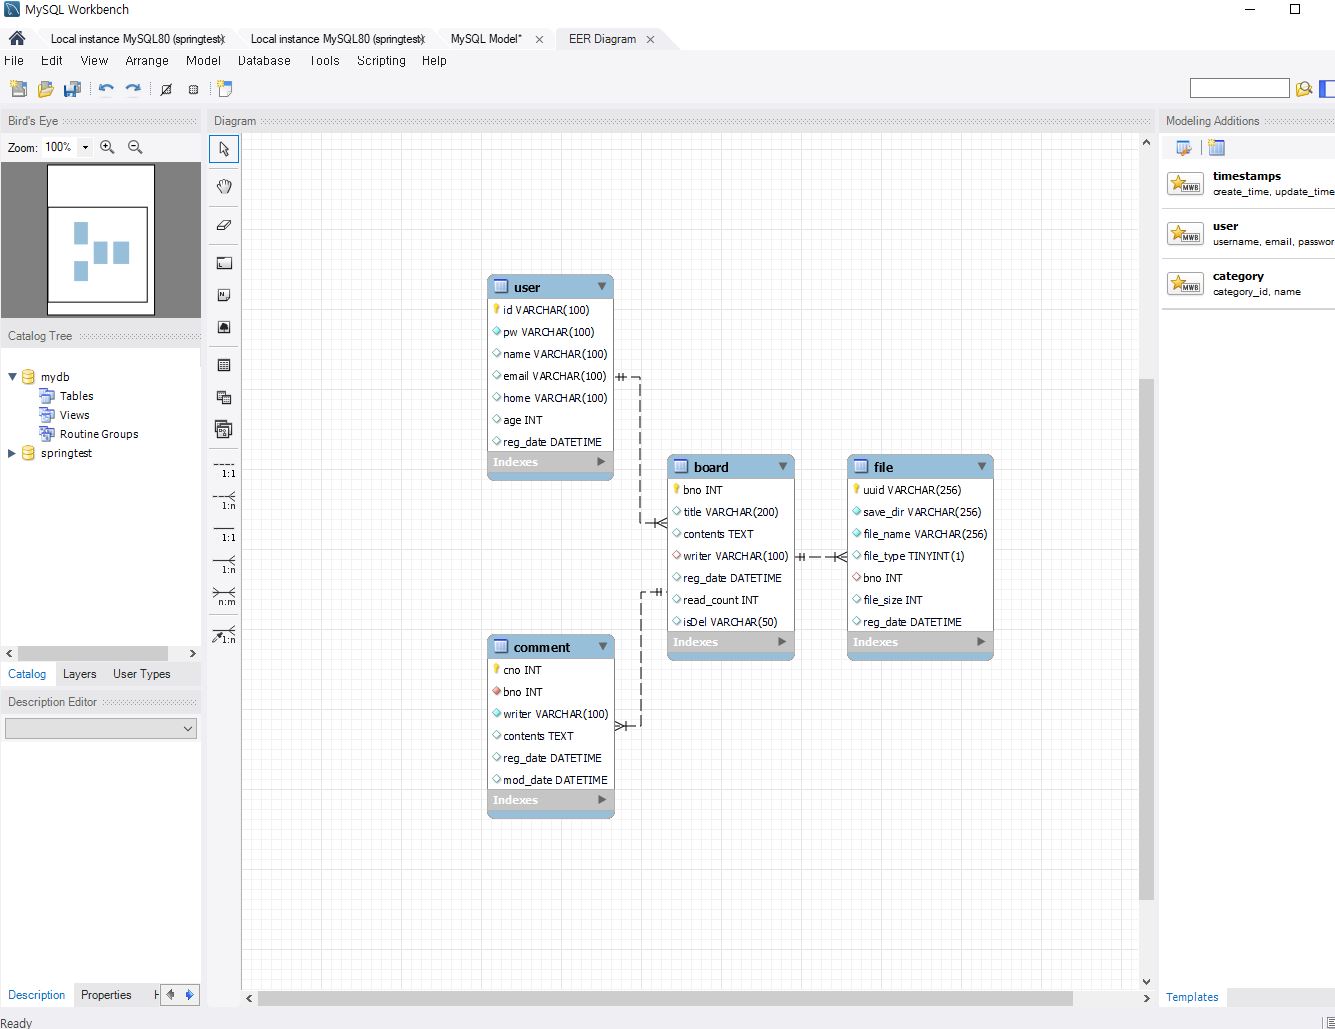 MySQL Workbench
Local instance MySQL80 (springtest)
Local instance MySQL80 (springtest)
MySQL Model*
EER Diagram
File Edit View Arrange Model Database Tools Scripting Help
Bird's Eye
Zoom: 100%
Catalog Tree
mydb
Tables
Views
Routine Groups
springtest
Catalog Layers User Types
Description Editor
Description Properties
Ready
Diagram
1:1
1:n
1:1
1:n
n:m
1:n
user
id VARCHAR(100)
pw VARCHAR(100)
name VARCHAR(100)
email VARCHAR(100)
home VARCHAR(100)
age INT
reg_date DATETIME
Indexes
board
bno INT
title VARCHAR(200)
contents TEXT
writer VARCHAR(100)
reg_date DATETIME
read_count INT
isDel VARCHAR(50)
Indexes
file
uuid VARCHAR(256)
save_dir VARCHAR(256)
file_name VARCHAR(256)
file_type TINYINT(1)
bno INT
file_size INT
reg_date DATETIME
Indexes
comment
cno INT
bno INT
writer VARCHAR(100)
contents TEXT
reg_date DATETIME
mod_date DATETIME
Indexes
Modeling Additions
MWB
timestamps
create_time, update_time
MWB
user
username, email, passwor
MWB
category
category_id, name
Templates